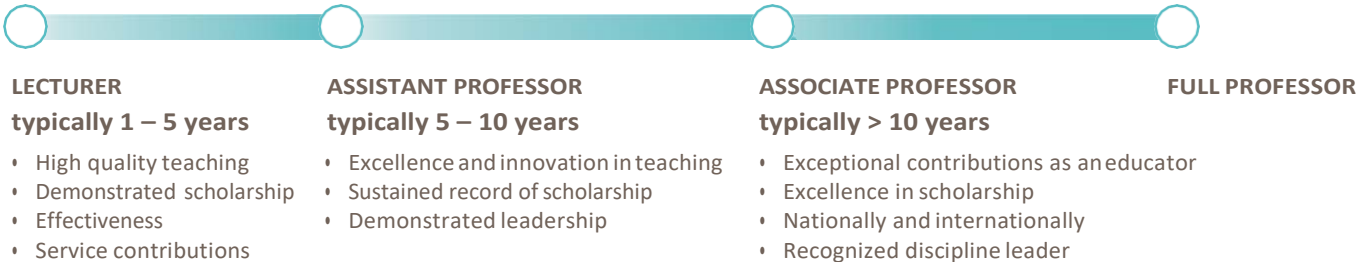 LECTURER
typically 1 – 5 years
• High quality teaching
• Demonstrated scholarship
• Effectiveness
• Service contributions
ASSISTANT PROFESSOR
typically 5 – 10 years
• Excellence and innovation in teaching
• Sustained record of scholarship
• Demonstrated leadership
ASSOCIATE PROFESSOR
typically > 10 years
• Exceptional contributions as an educator
• Excellence in scholarship
• Nationally and internationally
• Recognized discipline leader
FULL PROFESSOR